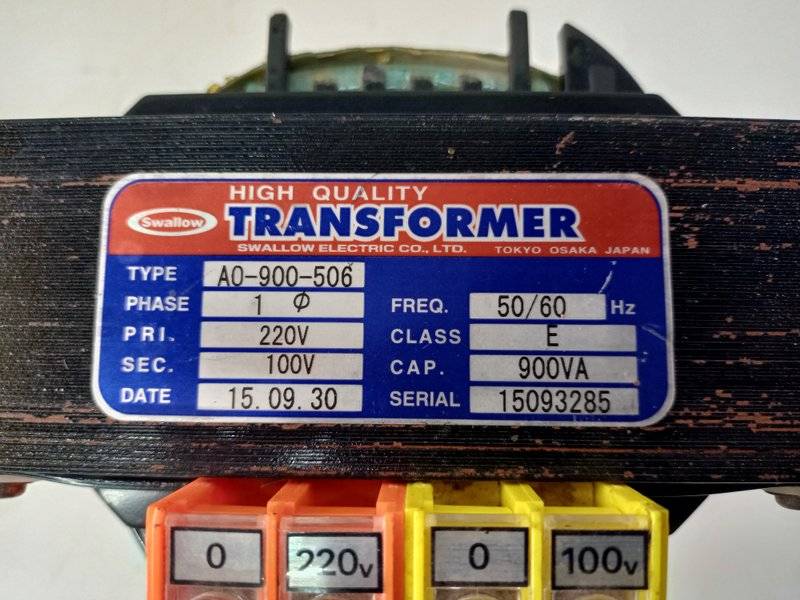 HIGH QUALITY
Swallow TRANSFORMER
SWALLOW ELECTRIC CO., LTD. TOKYO OSAKA JAPAN
TYPE A0-900-506
PHASE 1 Φ FREQ. 50/60 Hz
PRI. 220V CLASS E
SEC. 100V CAP. 900VA
DATE 15.09.30 SERIAL 15093285
0 220V 0 100V